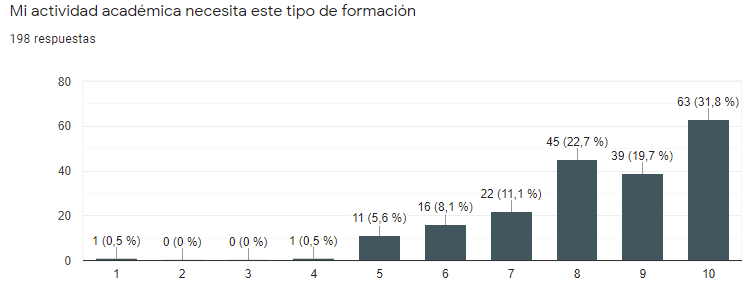 Mi actividad académica necesita este tipo de formación
198 respuestas
80
60
40
20
0
1 (0,5 %)
0 (0 %)
0 (0 %)
1 (0,5 %)
11 (5,6 %)
16 (8,1 %)
22 (11,1 %)
45 (22,7 %)
39 (19,7 %)
63 (31,8 %)
1 2 3 4 5 6 7 8 9 10